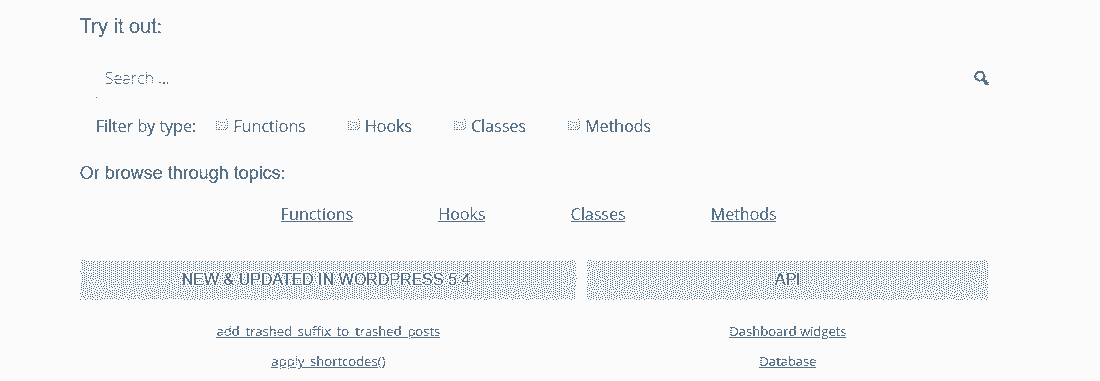 Try it out:
Search ...
Filter by type: Functions Hooks Classes Methods
Or browse through topics:
Functions Hooks Classes Methods
NEW & UPDATED IN WORDPRESS 5.4 API
add_trashed_suffix_to_trashed_posts Dashboard widgets
apply_shortcodes() Database